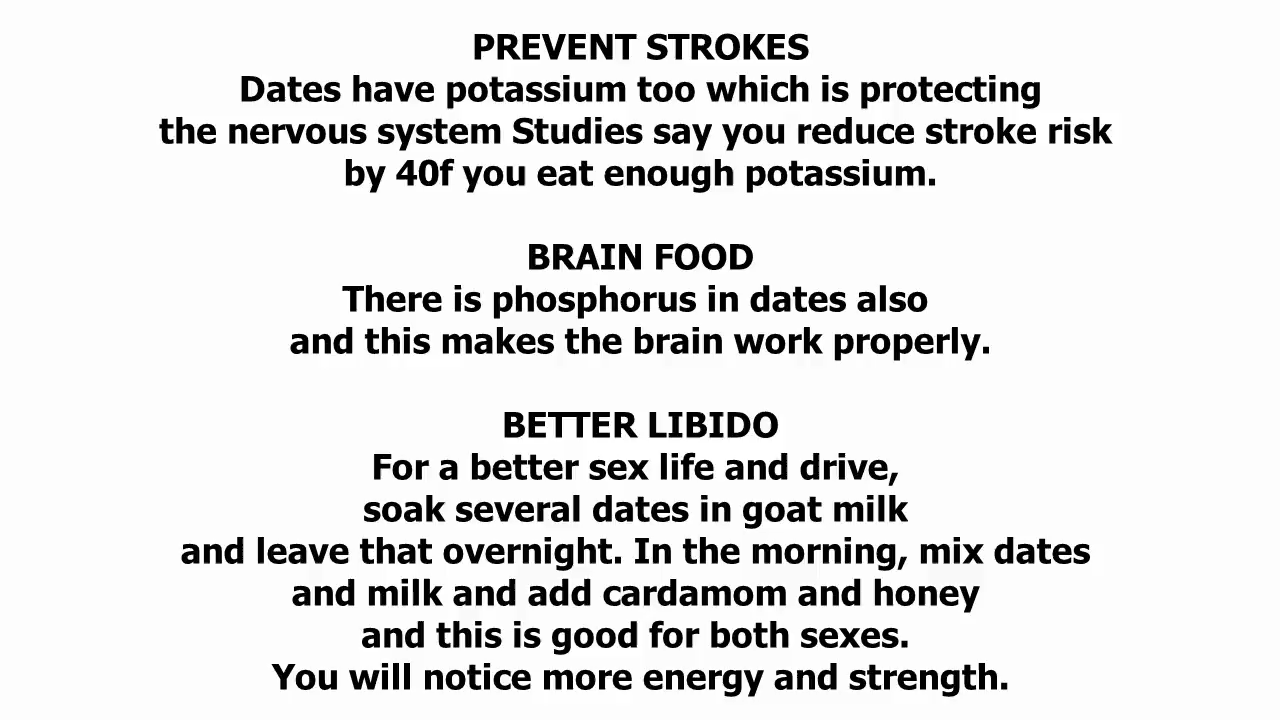 PREVENT STROKES
Dates have potassium too which is protecting
the nervous system Studies say you reduce stroke risk
by 40f you eat enough potassium.
BRAIN FOOD
There is phosphorus in dates also
and this makes the brain work properly.
BETTER LIBIDO
For a better sex life and drive,
soak several dates in goat milk
and leave that overnight. In the morning, mix dates
and milk and add cardamom and honey
and this is good for both sexes.
You will notice more energy and strength.